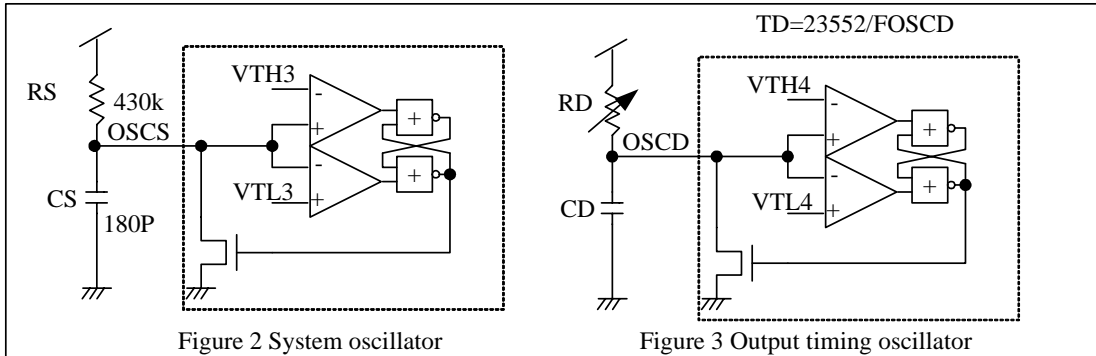 TD=23552/FOSCD
RS
430k
OSCS
CS
180P
VTH3
-
+
-
+
VTL3
+
+
Figure 2 System oscillator
RD
OSCD
CD
VTH4
-
+
-
+
VTL4
+
+
Figure 3 Output timing oscillator